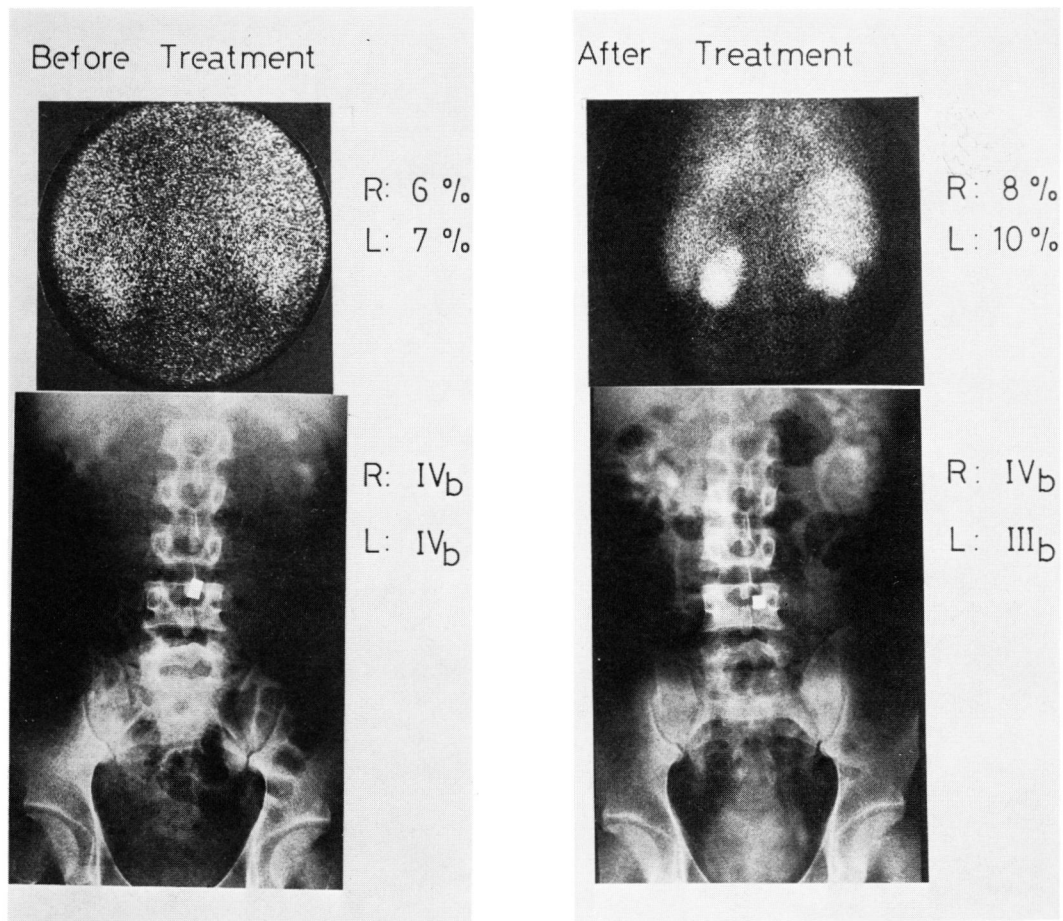 Before Treatment
R: 6 %
L: 7 %
R: IVb
L: IVb
After Treatment
R: 8 %
L: 10 %
R: IVb
L: IIIb